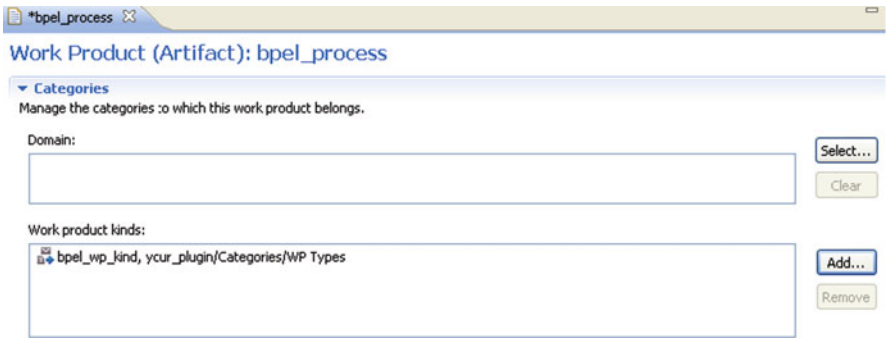 *bpel_process
Work Product (Artifact): bpel_process
Categories
Manage the categories :o which this work product belongs.
Domain:
Select...
Clear
Work product kinds:
bpel_wp_kind, ycur_plugin/Categories/WP Types
Add...
Remove